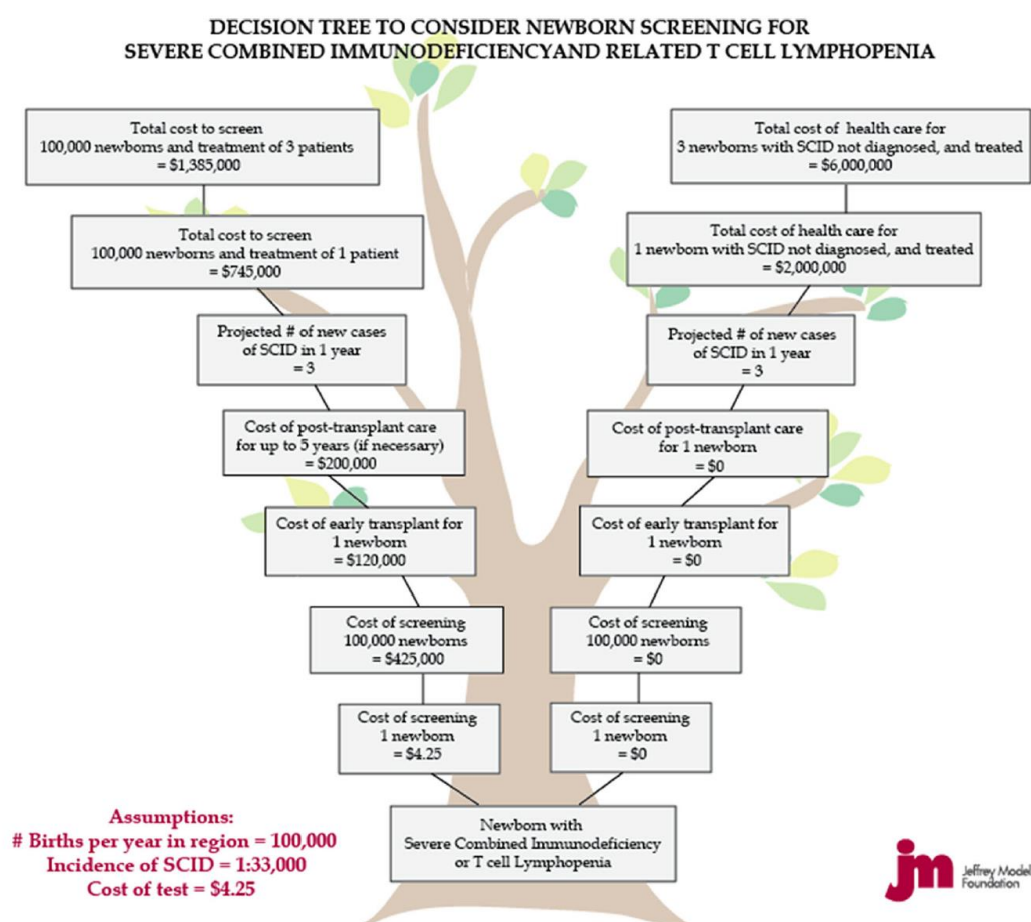 DECISION TREE TO CONSIDER NEWBORN SCREENING FOR
SEVERE COMBINED IMMUNODEFICIENCYAND RELATED T CELL LYMPHOPENIA
Total cost to screen
100,000 newborns and treatment of 3 patients
= $1,385,000
Total cost to screen
100,000 newborns and treatment of 1 patient
= $745,000
Projected # of new cases
of SCID in 1 year
= 3
Cost of post-transplant care
for up to 5 years (if necessary)
= $200,000
Cost of early transplant for
1 newborn
= $120,000
Cost of screening
100,000 newborns
= $425,000
Cost of screening
1 newborn
= $4.25
Total cost of health care for
3 newborns with SCID not diagnosed, and treated
= $6,000,000
Total cost of health care for
1 newborn with SCID not diagnosed, and treated
= $2,000,000
Projected # of new cases
of SCID in 1 year
= 3
Cost of post-transplant care
for 1 newborn
= $0
Cost of early transplant for
1 newborn
= $0
Cost of screening
100,000 newborns
= $0
Cost of screening
1 newborn
= $0
Newborn with
Severe Combined Immunodeficiency
or T cell Lymphopenia
Assumptions:
# Births per year in region = 100,000
Incidence of SCID = 1:33,000
Cost of test = $4.25
jm
Jeffrey Model
Foundation